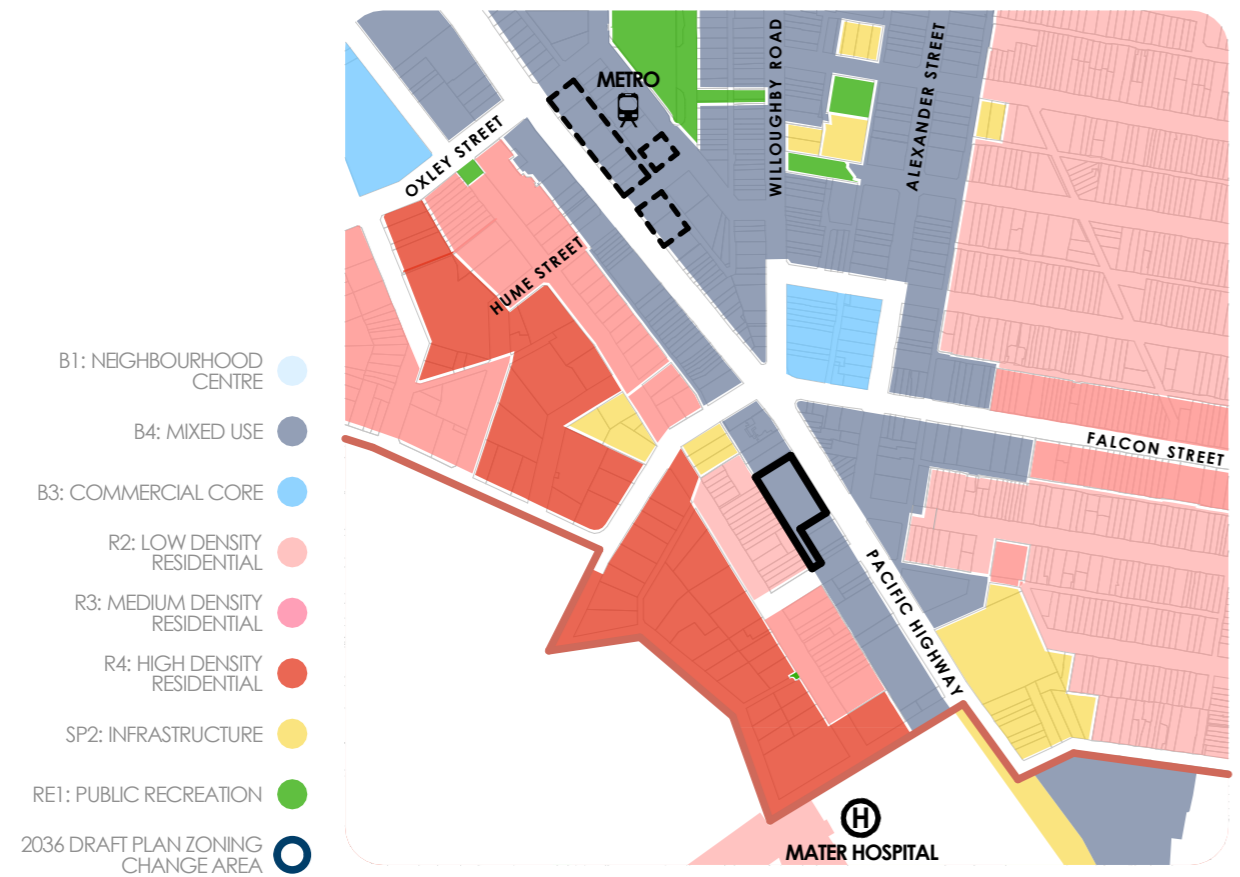 METRO
WILLOUGHBY ROAD
ALEXANDER STREET
OXLEY STREET
HUME STREET
B1: NEIGHBOURHOOD
CENTRE
B4: MIXED USE
B3: COMMERCIAL CORE
R2: LOW DENSITY
RESIDENTIAL
R3: MEDIUM DENSITY
RESIDENTIAL
R4: HIGH DENSITY
RESIDENTIAL
SP2: INFRASTRUCTURE
RE1: PUBLIC RECREATION
2036 DRAFT PLAN ZONING
CHANGE AREA
FALCON STREET
PACIFIC HIGHWAY
H
MATER HOSPITAL